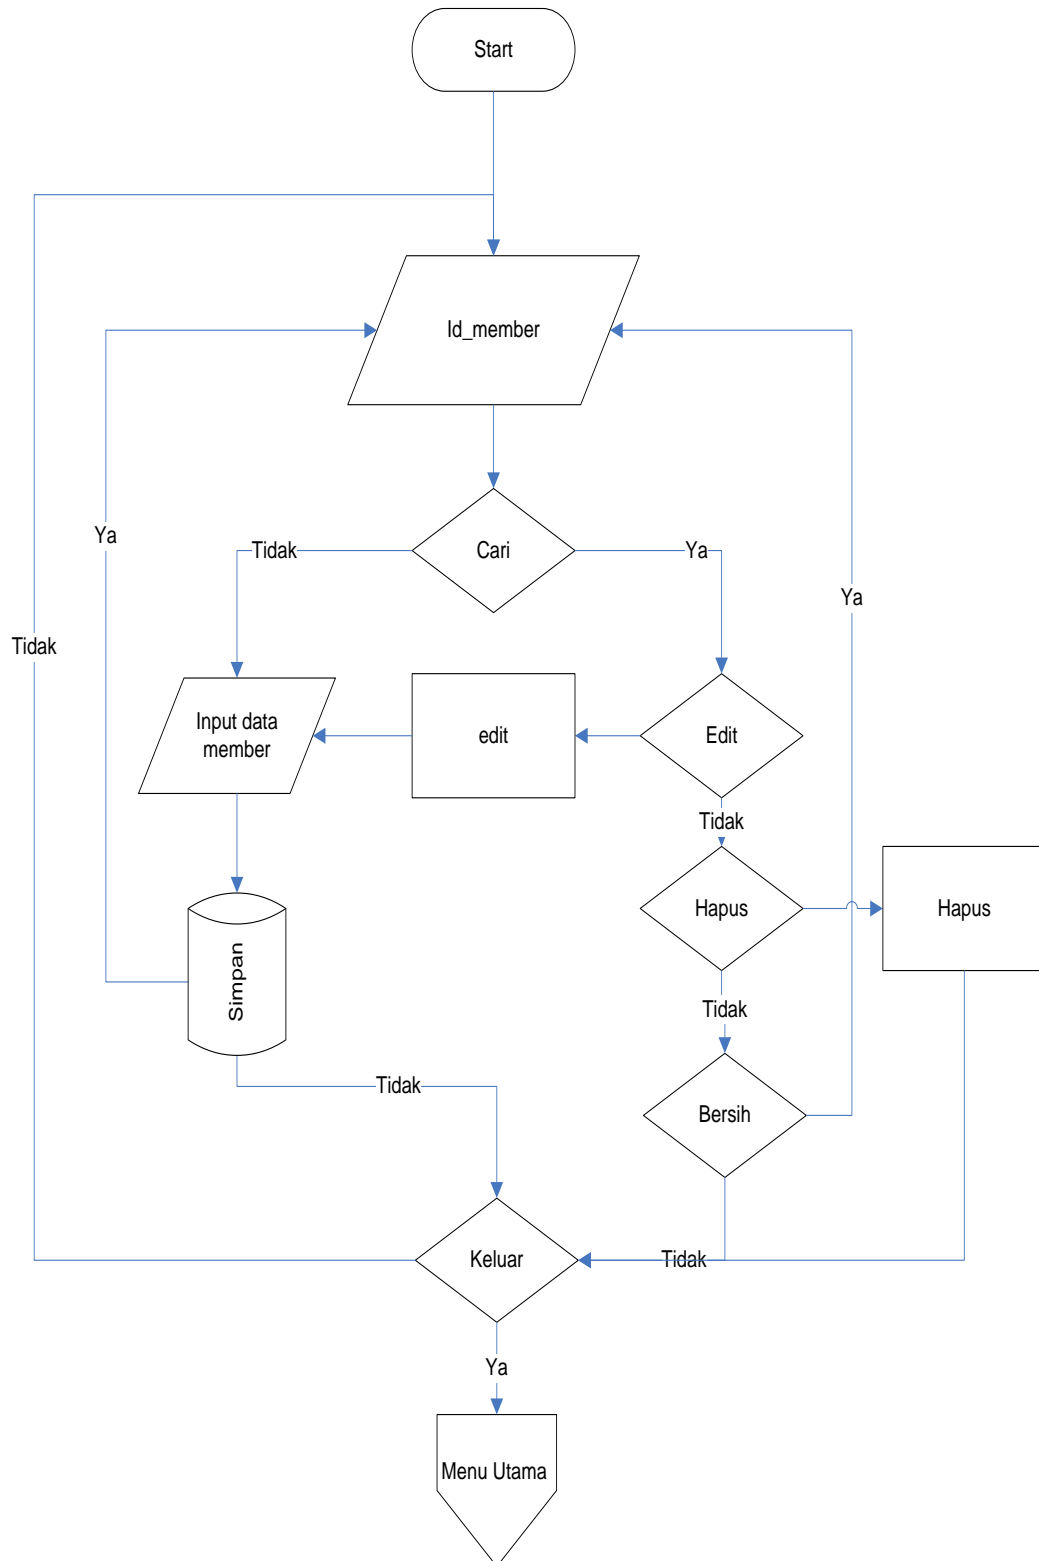 Start
Id_member
Ya
Cari
Tidak
Ya
Ya
Tidak
Input data
member
edit
Edit
Tidak
Hapus
Hapus
Simpan
Tidak
Tidak
Bersih
Keluar
Tidak
Ya
Menu Utama